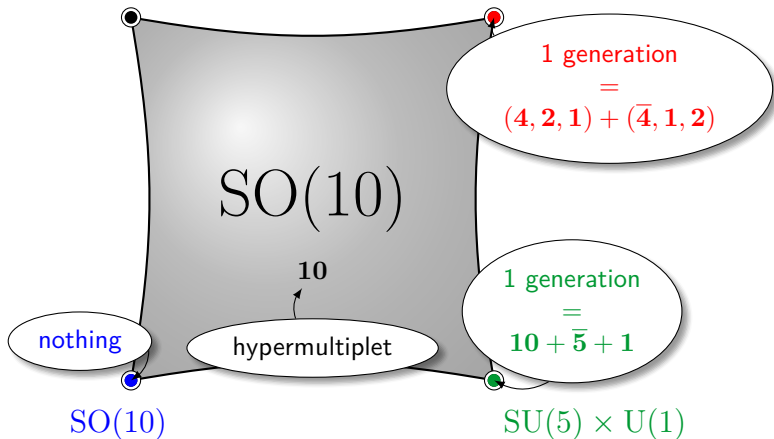 1 generation
=
(4, 2, 1) + (4̅, 1, 2)
SO(10)
10
1 generation
=
10 + 5̅ + 1
nothing
hypermultiplet
SO(10)
SU(5) × U(1)